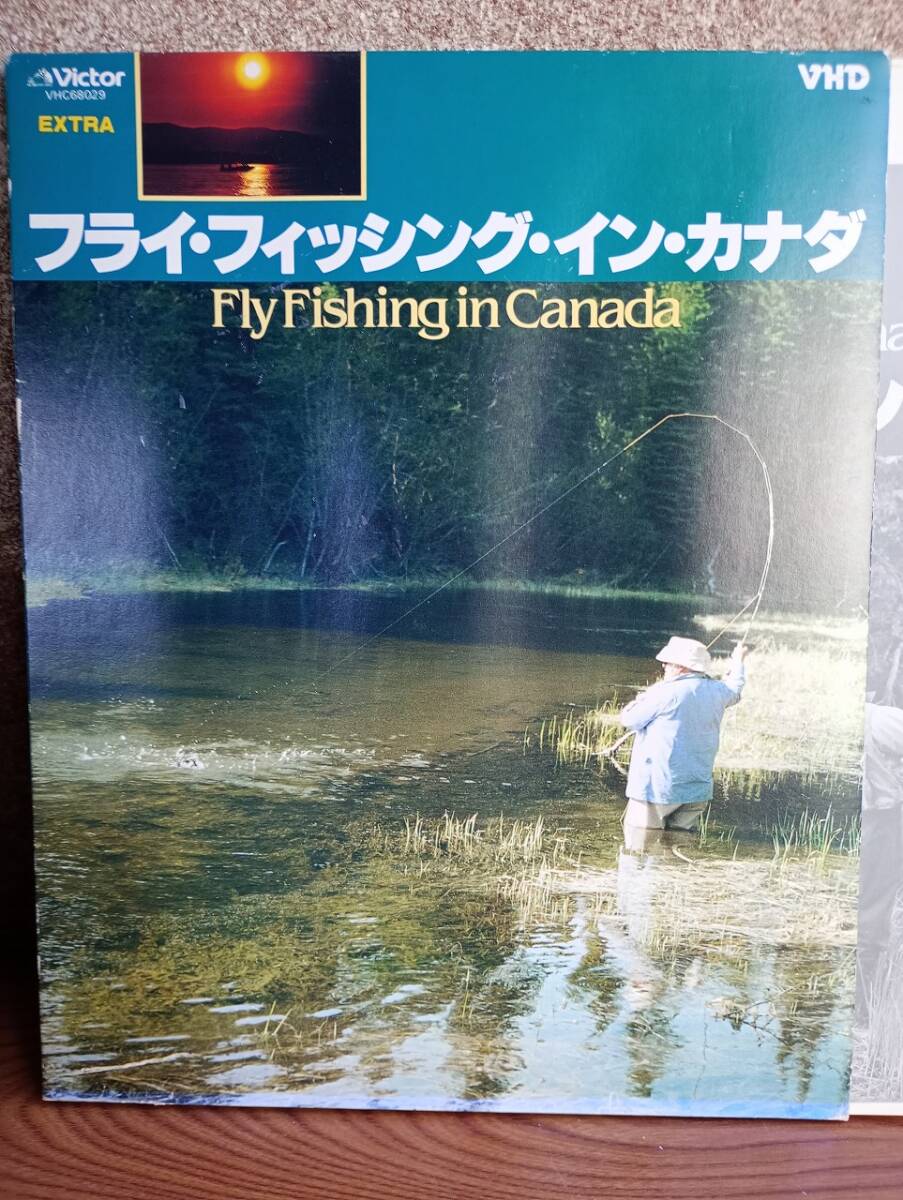 Victor
VHC68029
EXTRA
VHD
フライ・フィッシング・イン・カナダ
Fly Fishing in Canada